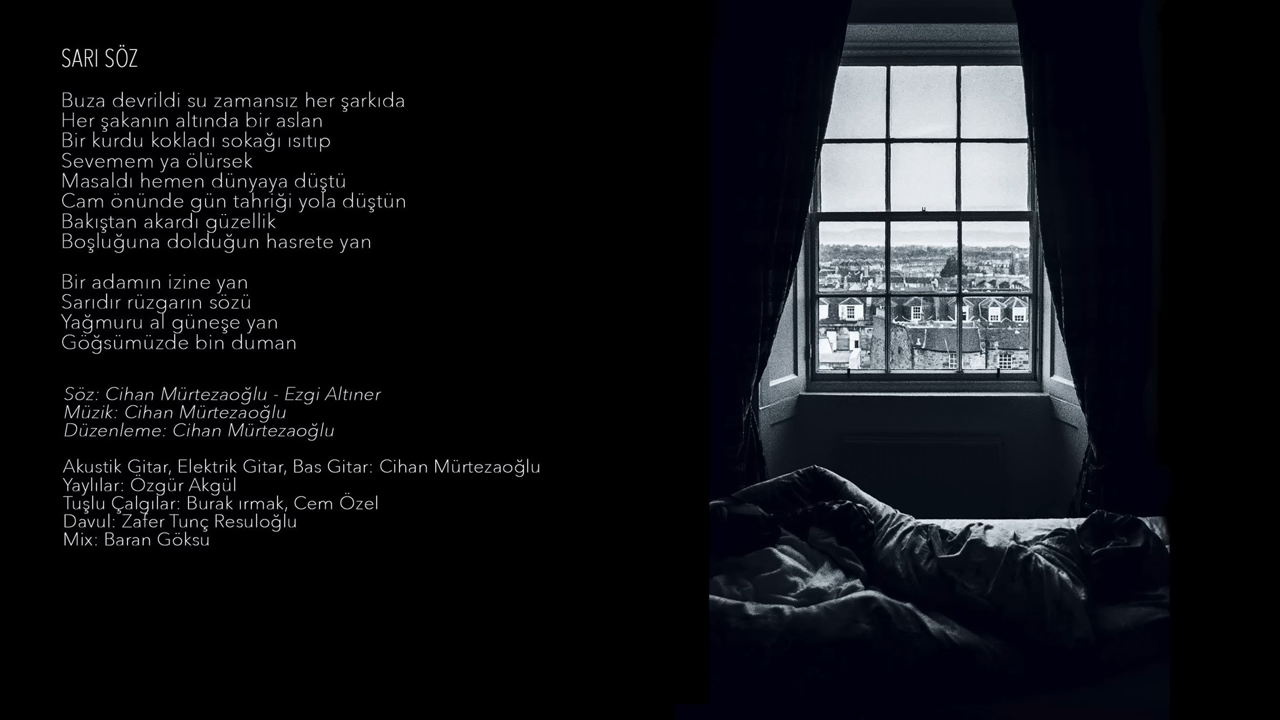 SARI SÖZ
Buza devrildi su zamansız her şarkıda
Her şakanın altında bir aslan
Bir kurdu kokladı sokağı ısıtıp
Sevemem ya ölürsek
Masaldı hemen dünyaya düştü
Cam önünde gün tahriği yola düştün
Bakıştan akardı güzellik
Boşluğuna dolduğun hasrete yan
Bir adamın izine yan
Sarıdır rüzgarın sözü
Yağmuru al güneşe yan
Göğsümüzde bin duman
Söz: Cihan Mürtezaoğlu - Ezgi Altıner
Müzik: Cihan Mürtezaoğlu
Düzenleme: Cihan Mürtezaoğlu
Akustik Gitar, Elektrik Gitar, Bas Gitar: Cihan Mürtezaoğlu
Yaylılar: Özgür Akgül
Tuşlu Çalgılar: Burak ırmak, Cem Özel
Davul: Zafer Tunç Resuloğlu
Mix: Baran Göksu